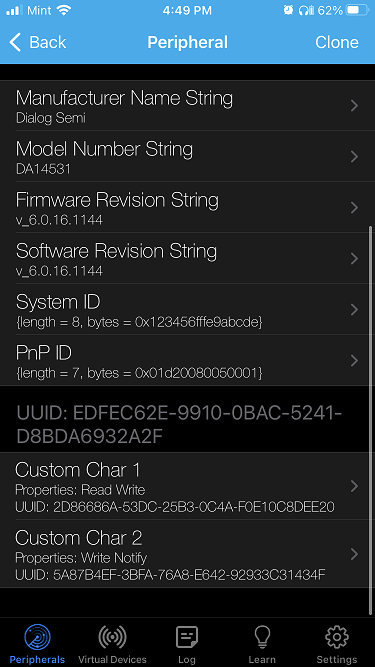 Mint 4:49 PM 62%
Back Peripheral Clone
Manufacturer Name String
Dialog Semi
Model Number String
DA14531
Firmware Revision String
v_6.0.16.1144
Software Revision String
v_6.0.16.1144
System ID
{length = 8, bytes = 0x123456fffe9abcde}
PnP ID
{length = 7, bytes = 0x01d20080050001}
UUID: EDFEC62E-9910-0BAC-5241-
D8BDA6932A2F
Custom Char 1
Properties: Read Write
UUID: 2D86686A-53DC-25B3-0C4A-F0E10C8DEE20
Custom Char 2
Properties: Write Notify
UUID: 5A87B4EF-3BFA-76A8-E642-92933C31434F
Peripherals Virtual Devices Log Learn Settings